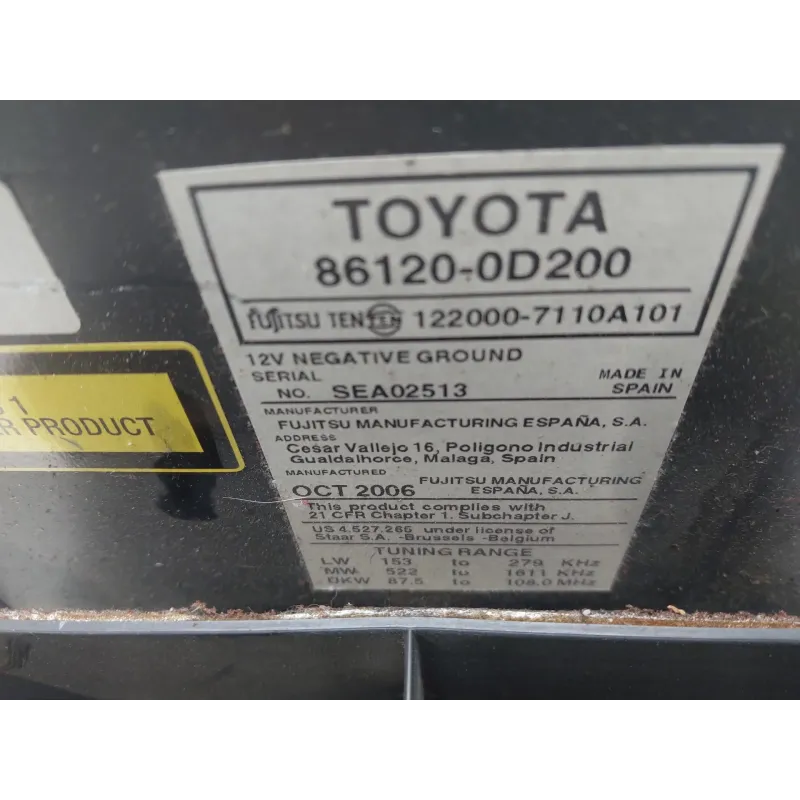 TOYOTA
86120-0D200
FUJITSU TEN TEN 122000-7110A101
12V NEGATIVE GROUND
SERIAL
NO. SEA02513
MADE IN
SPAIN
MANUFACTURER
FUJITSU MANUFACTURING ESPAÑA, S.A.
ADDRESS
Cesar Vallejo 16, Poligono Industrial
Gualdalhorce, Malaga, Spain
MANUFACTURED
OCT 2006
FUJITSU MANUFACTURING
ESPAÑA, S.A.
This product complies with
21 CFR Chapter 1. Subchapter J.
US 4.527.265 under license of
Staar S.A. -Brussels -Belgium
TUNING RANGE
LW 153 to 279 KHz
MW 522 to 1611 KHz
UKW 87.5 to 108.0 MHz
1
PRODUCT